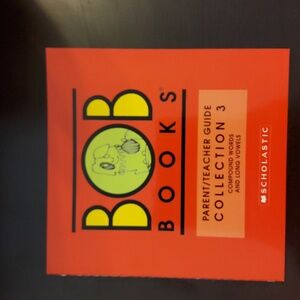 BOB
BOOKS®
PARENT/TEACHER GUIDE
COLLECTION 3
COMPOUND WORDS
AND LONG VOWELS
SCHOLASTIC